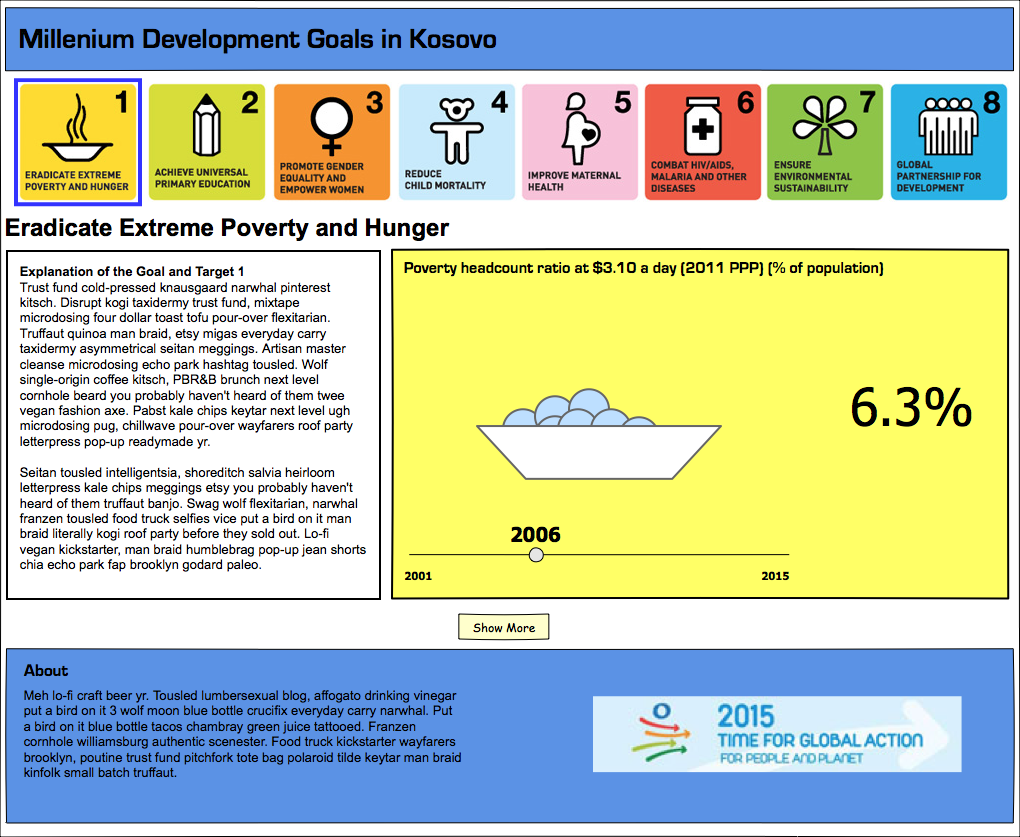 Millenium Development Goals in Kosovo
1
ERADICATE EXTREME
POVERTY AND HUNGER
2
ACHIEVE UNIVERSAL
PRIMARY EDUCATION
3
PROMOTE GENDER
EQUALITY AND
EMPOWER WOMEN
4
REDUCE
CHILD MORTALITY
5
IMPROVE MATERNAL
HEALTH
6
COMBAT HIV/AIDS,
MALARIA AND OTHER
DISEASES
7
ENSURE
ENVIRONMENTAL
SUSTAINABILITY
8
GLOBAL
PARTNERSHIP FOR
DEVELOPMENT
Eradicate Extreme Poverty and Hunger
Explanation of the Goal and Target 1
Trust fund cold-pressed knausgaard narwhal pinterest
kitsch. Disrupt kogi taxidermy trust fund, mixtape
microdosing four dollar toast tofu pour-over flexitarian.
Truffaut quinoa man braid, etsy migas everyday carry
taxidermy asymmetrical seitan meggings. Artisan master
cleanse microdosing echo park hashtag tousled. Wolf
single-origin coffee kitsch, PBR&B brunch next level
cornhole beard you probably haven't heard of them twee
vegan fashion axe. Pabst kale chips keytar next level ugh
microdosing pug, chillwave pour-over wayfarers roof party
letterpress pop-up readymade yr.
Seitan tousled intelligentsia, shoreditch salvia heirloom
letterpress kale chips meggings etsy you probably haven't
heard of them truffaut banjo. Swag wolf flexitarian, narwhal
franzen tousled food truck selfies vice put a bird on it man
braid literally kogi roof party before they sold out. Lo-fi
vegan kickstarter, man braid humblebrag pop-up jean shorts
chia echo park fap brooklyn godard paleo.
Poverty headcount ratio at $3.10 a day (2011 PPP) (% of population)
6.3%
2006
2001
2015
Show More
About
Meh lo-fi craft beer yr. Tousled lumbersexual blog, affogato drinking vinegar
put a bird on it 3 wolf moon blue bottle crucifix everyday carry narwhal. Put
a bird on it blue bottle tacos chambray green juice tattooed. Franzen
cornhole williamsburg authentic scenester. Food truck kickstarter wayfarers
brooklyn, poutine trust fund pitchfork tote bag polaroid tilde keytar man braid
kinfolk small batch truffaut.
2015
TIME FOR GLOBAL ACTION
FOR PEOPLE AND PLANET